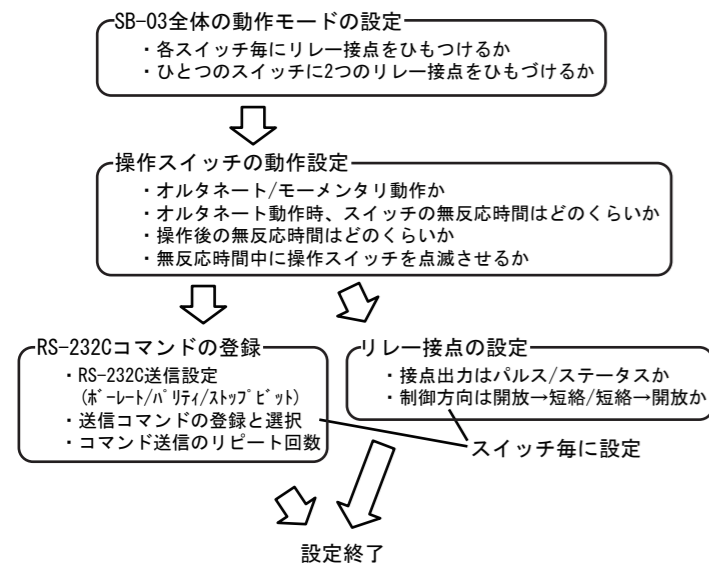 SB-03全体の動作モードの設定
・各スイッチ毎にリレー接点をひもつけるか
・ひとつのスイッチに2つのリレー接点をひもづけるか
操作スイッチの動作設定
・オルタネート/モーメンタリ動作か
・オルタネート動作時、スイッチの無反応時間はどのくらいか
・操作後の無反応時間はどのくらいか
・無反応時間中に操作スイッチを点滅させるか
RS-232Cコマンドの登録
・RS-232C送信設定
(ﾎﾞｰﾚｰﾄ/ﾊﾟﾘﾃｨ/ｽﾄｯﾌﾟﾋﾞｯﾄ)
・送信コマンドの登録と選択
・コマンド送信のリピート回数
リレー接点の設定
・接点出力はパルス/ステータスか
・制御方向は開放→短絡/短絡→開放か
スイッチ毎に設定
設定終了